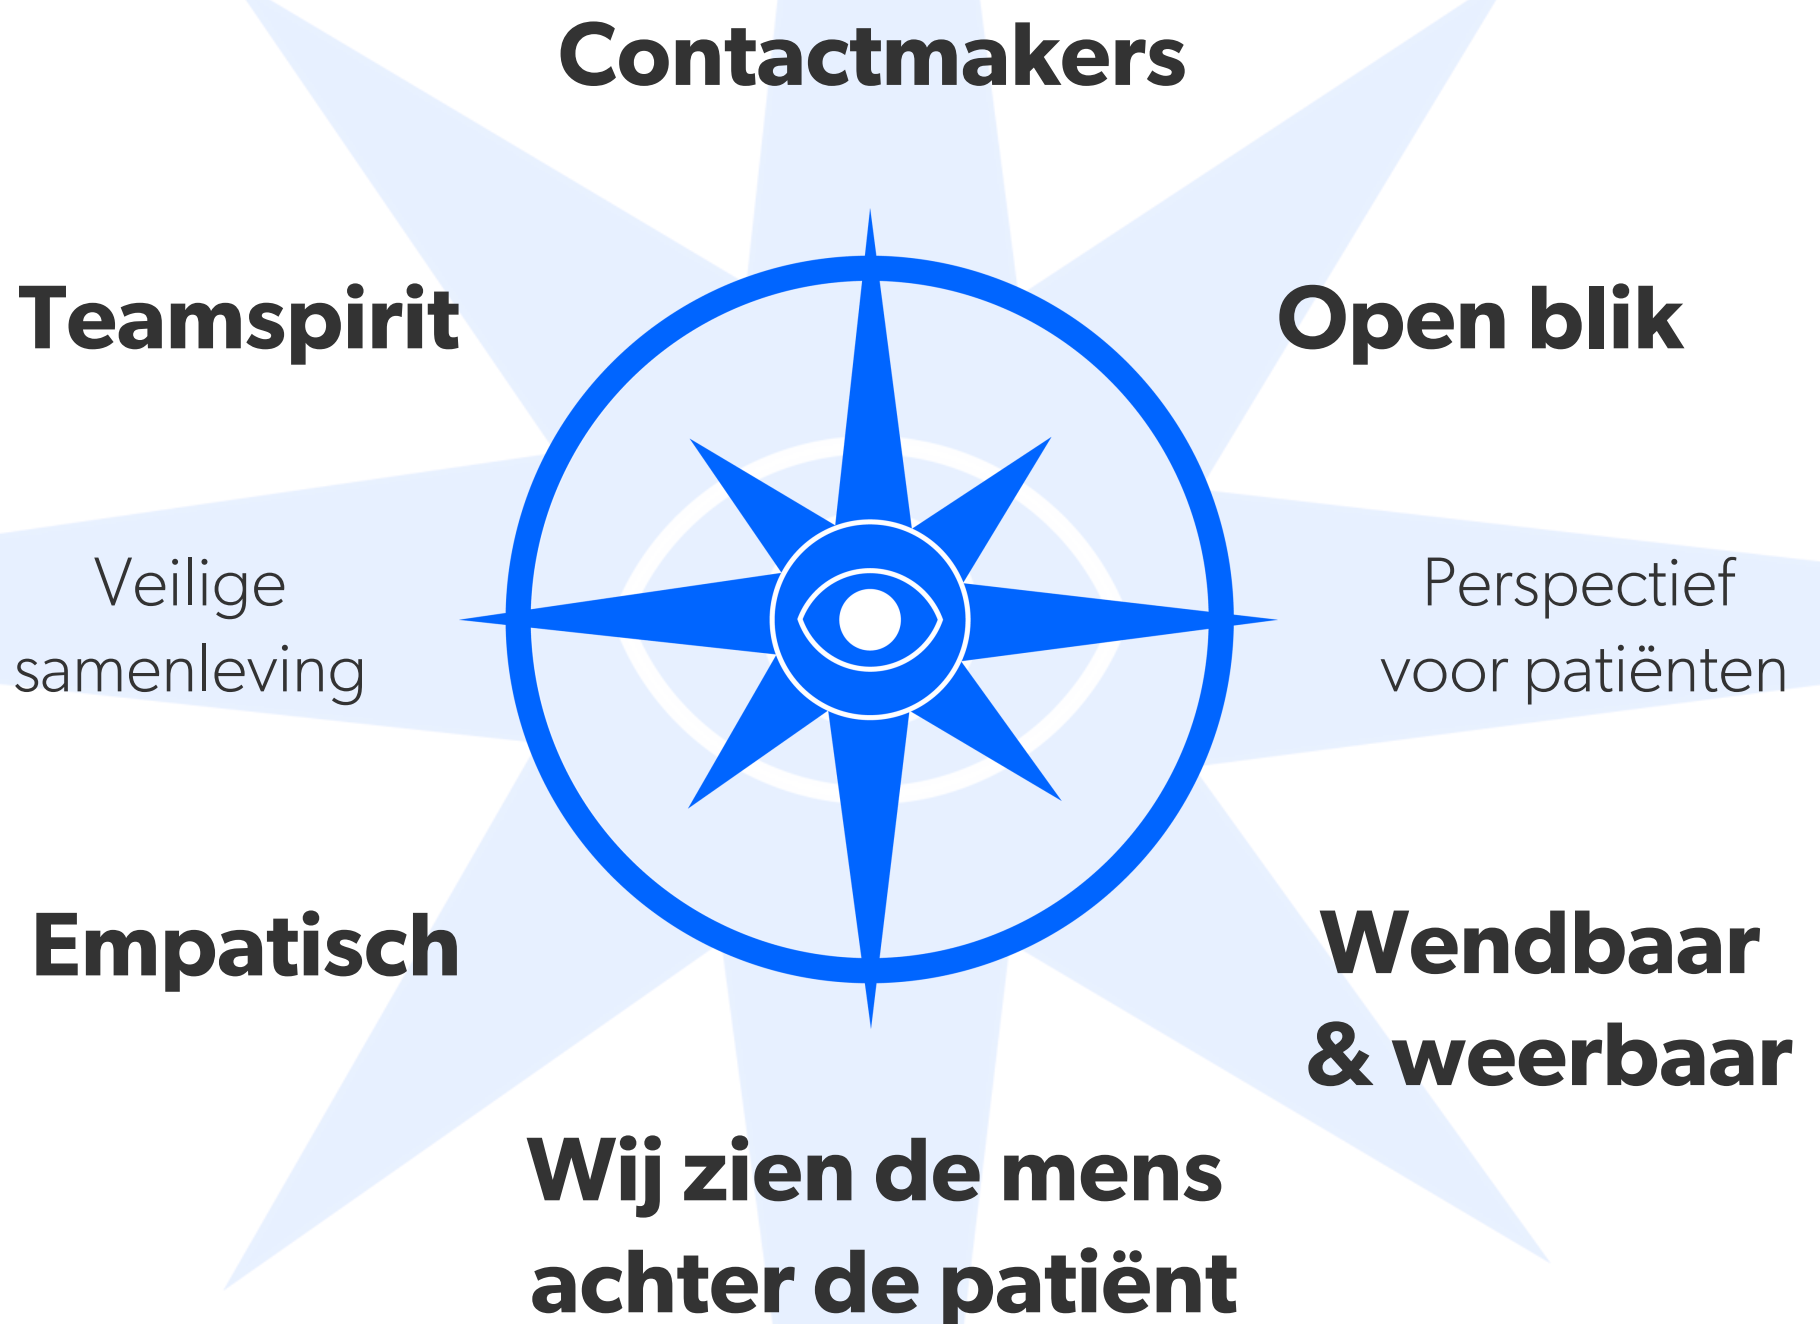 Contactmakers
Teamspirit
Open blik
Veilige
samenleving
Perspectief
voor patiënten
Empatisch
Wendbaar
& weerbaar
Wij zien de mens
achter de patiënt